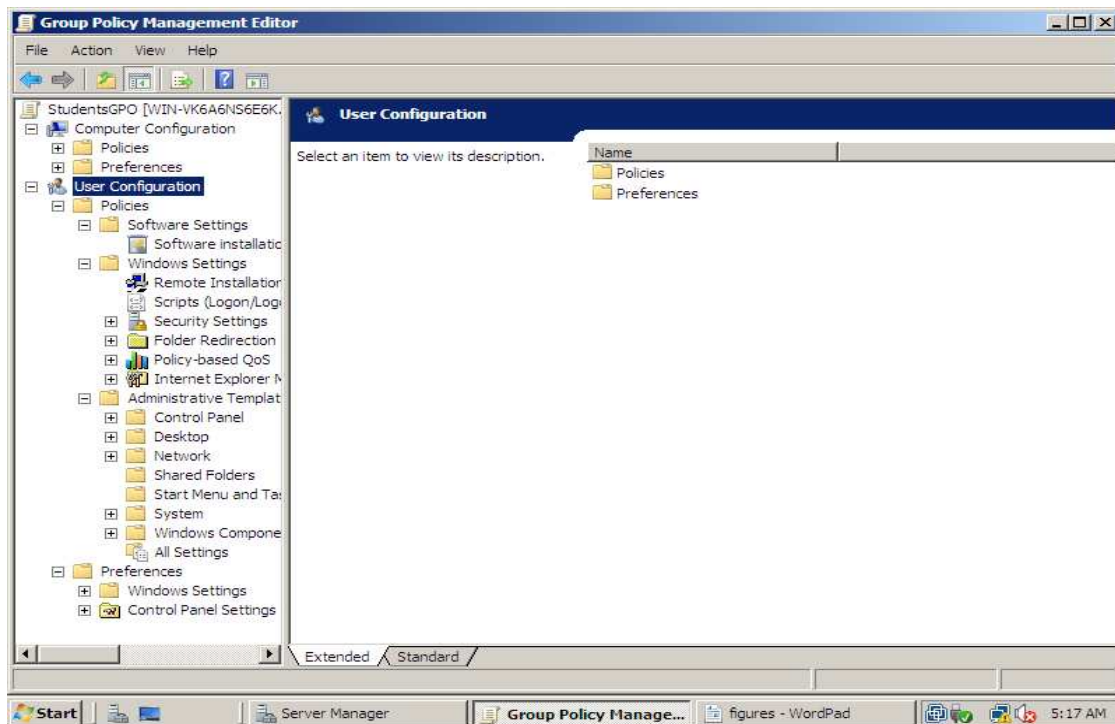 Group Policy Management Editor
File Action View Help
StudentsGPO [WIN-VK6A6NS6E6K.
Computer Configuration
Policies
Preferences
User Configuration
Policies
Software Settings
Software installatio
Windows Settings
Remote Installation
Scripts (Logon/Logo
Security Settings
Folder Redirection
Policy-based QoS
Internet Explorer M
Administrative Templat
Control Panel
Desktop
Network
Shared Folders
Start Menu and Tas
System
Windows Compone
All Settings
Preferences
Windows Settings
Control Panel Settings
User Configuration
Select an item to view its description.
Name
Policies
Preferences
Extended Standard
Start Server Manager Group Policy Manage... figures - WordPad 5:17 AM